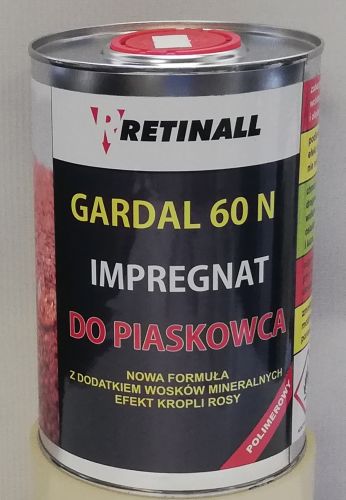 RETINALL
GARDAL 60 N
IMPREGNAT
DO PIASKOWCA
NOWA FORMUŁA
Z DODATKIEM WOSKÓW MINERALNYCH
EFEKT KROPLI ROSY
POLIMEROWY